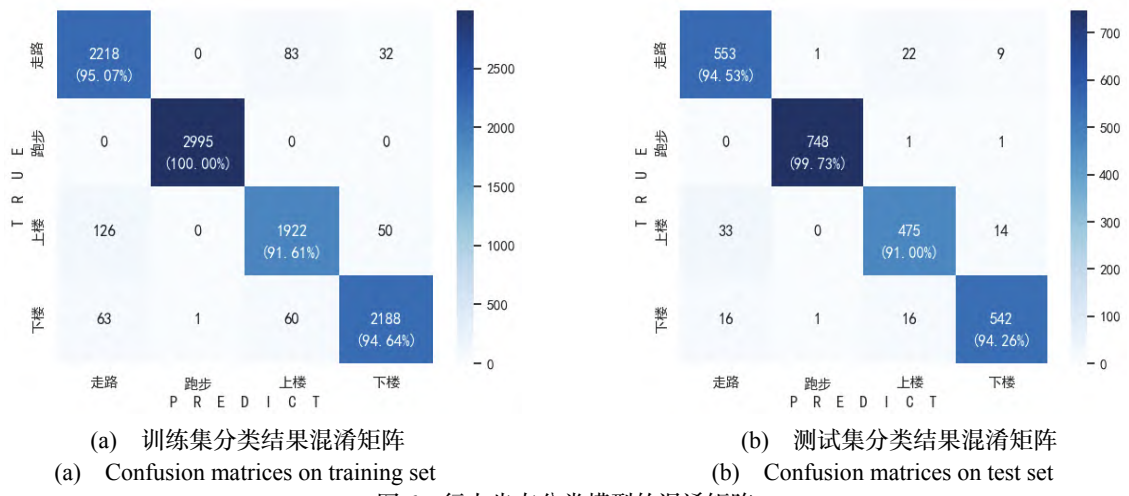 走路 2218 0 83 32
(95.07%)
跑步 0 2995 0 0
(100.00%)
上楼 126 0 1922 50
(91.61%)
下楼 63 1 60 2188
(94.64%)
T R U E
走路 跑步 上楼 下楼
P R E D I C T
2500
2000
1500
1000
500
0
(a) 训练集分类结果混淆矩阵
(a) Confusion matrices on training set
走路 553 1 22 9
(94.53%)
跑步 0 748 1 1
(99.73%)
上楼 33 0 475 14
(91.00%)
下楼 16 1 16 542
(94.26%)
T R U E
走路 跑步 上楼 下楼
P R E D I C T
700
600
500
400
300
200
100
0
(b) 测试集分类结果混淆矩阵
(b) Confusion matrices on test set